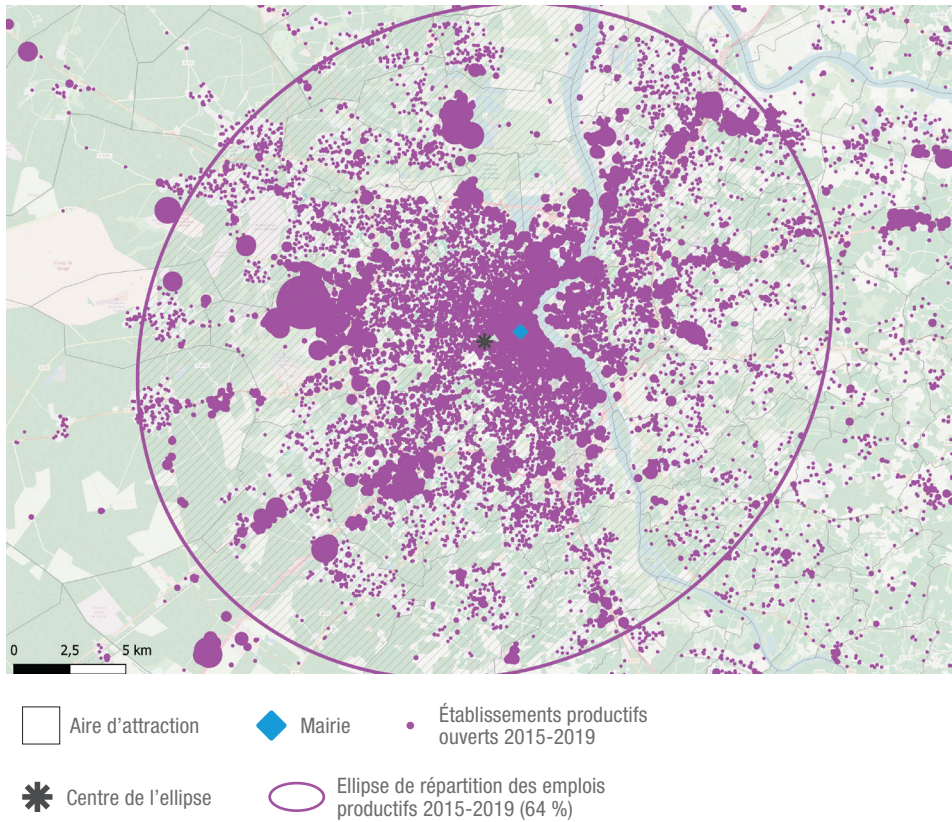 0 2,5 5 km
Aire d'attraction
Mairie
Établissements productifs
ouverts 2015-2019
Centre de l'ellipse
Ellipse de répartition des emplois
productifs 2015-2019 (64 %)